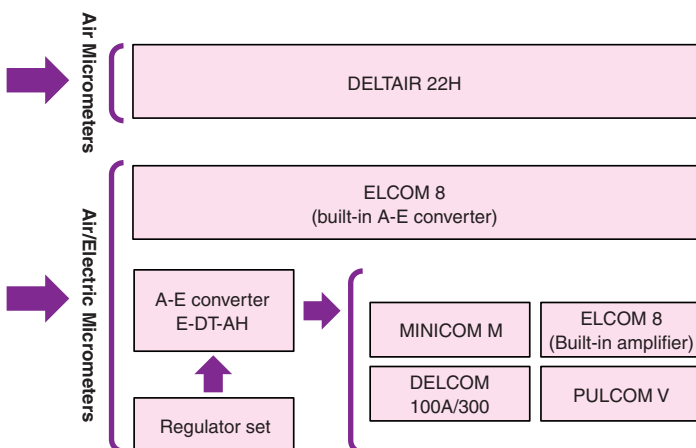 Air Micrometers
DELTAIR 22H
Air/Electric Micrometers
ELCOM 8
(built-in A-E converter)
A-E converter
E-DT-AH
Regulator set
MINICOM M
ELCOM 8
(Built-in amplifier)
DELCOM
100A/300
PULCOM V